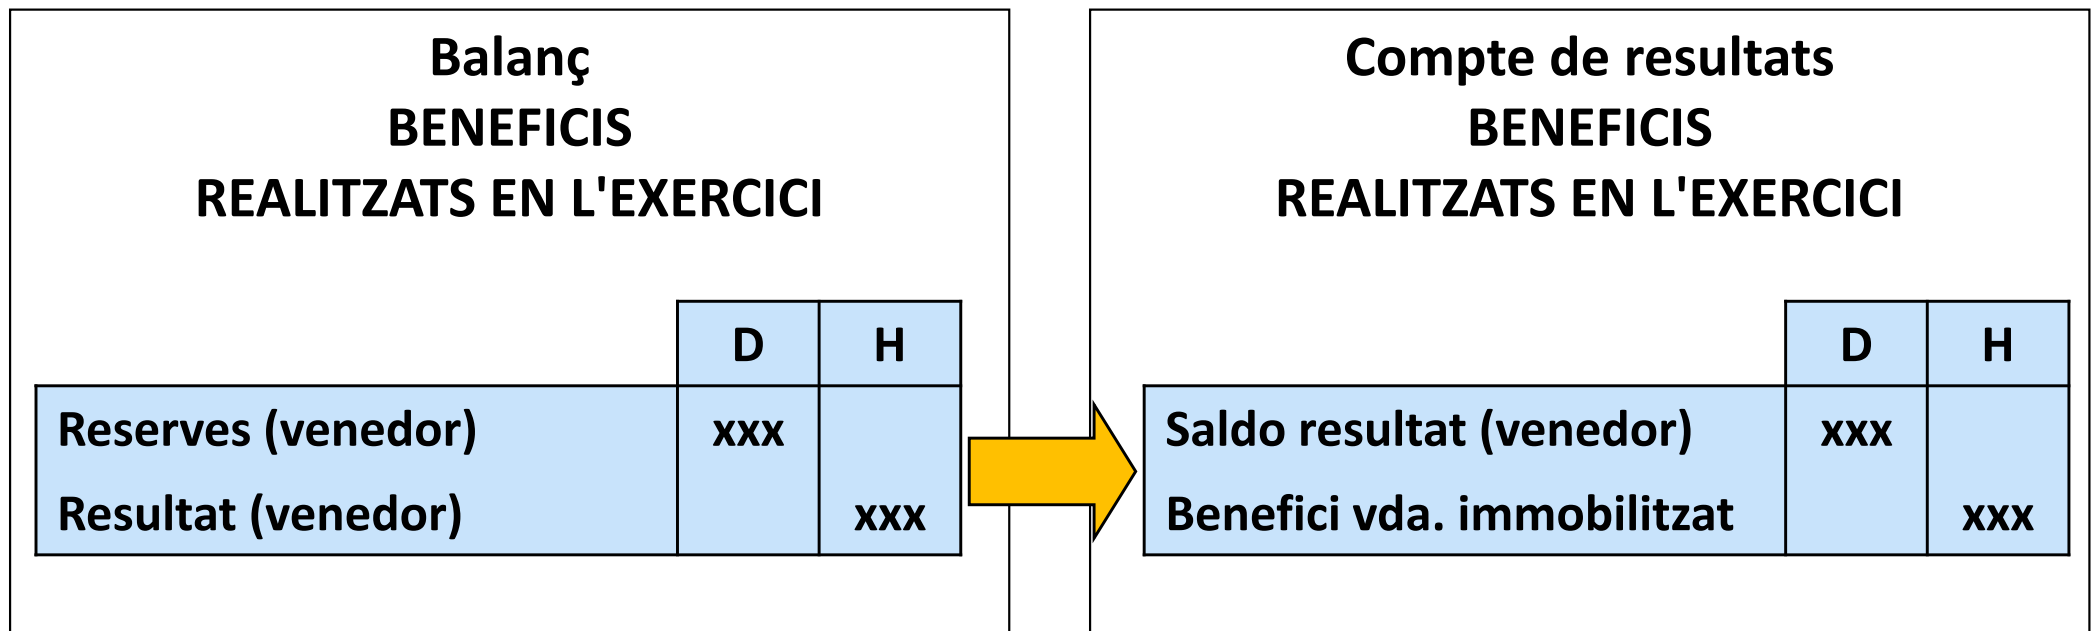 Balanç
BENEFICIS
REALITZATS EN L'EXERCICI
D H
Reserves (venedor) xxx
Resultat (venedor) xxx
Compte de resultats
BENEFICIS
REALITZATS EN L'EXERCICI
D H
Saldo resultat (venedor) xxx
Benefici vda. immobilitzat xxx